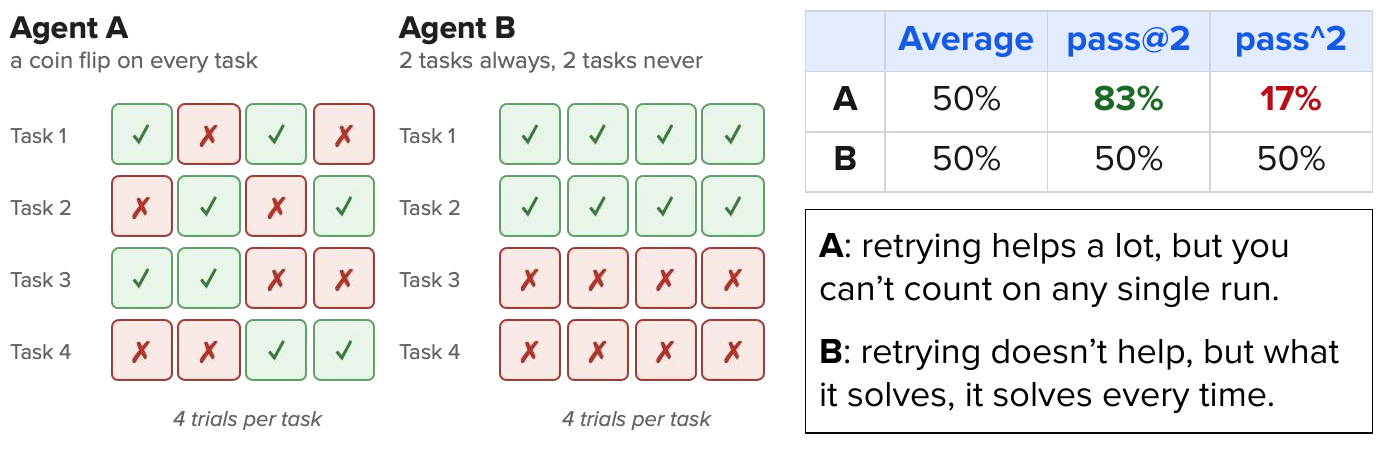 Agent A
a coin flip on every task
Task 1
✓ ✗ ✓ ✗
Task 2
✗ ✓ ✗ ✓
Task 3
✓ ✓ ✗ ✗
Task 4
✗ ✗ ✓ ✓
4 trials per task
Agent B
2 tasks always, 2 tasks never
Task 1
✓ ✓ ✓ ✓
Task 2
✓ ✓ ✓ ✓
Task 3
✗ ✗ ✗ ✗
Task 4
✗ ✗ ✗ ✗
4 trials per task
Average pass@2 pass^2
A 50% 83% 17%
B 50% 50% 50%
A: retrying helps a lot, but you
can’t count on any single run.
B: retrying doesn’t help, but what
it solves, it solves every time.